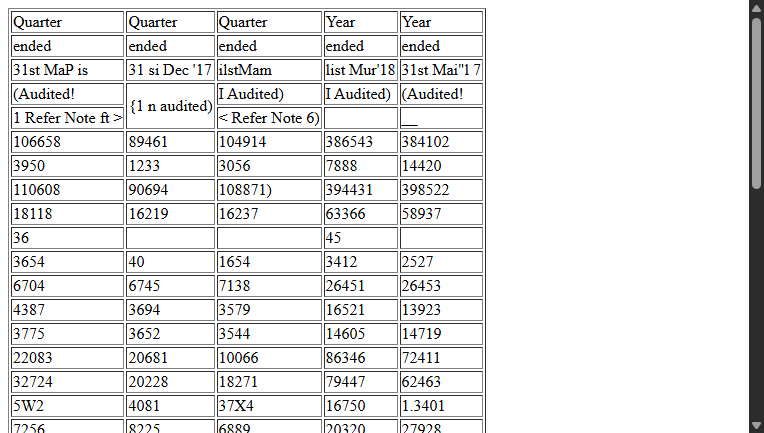 Quarter Quarter Quarter Year Year
ended ended ended ended ended
31st MaP is 31 si Dec '17 ilstMam list Mur'18 31st Mai"l 7
(Audited! {1 n audited) I Audited) I Audited) (Audited!
1 Refer Note ft > < Refer Note 6) __
106658 89461 104914 386543 384102
3950 1233 3056 7888 14420
110608 90694 108871) 394431 398522
18118 16219 16237 63366 58937
36 45
3654 40 1654 3412 2527
6704 6745 7138 26451 26453
4387 3694 3579 16521 13923
3775 3652 3544 14605 14719
22083 20681 10066 86346 72411
32724 20228 18271 79447 62463
5W2 4081 37X4 16750 1.3401
7256 8225 6889 20320 27928